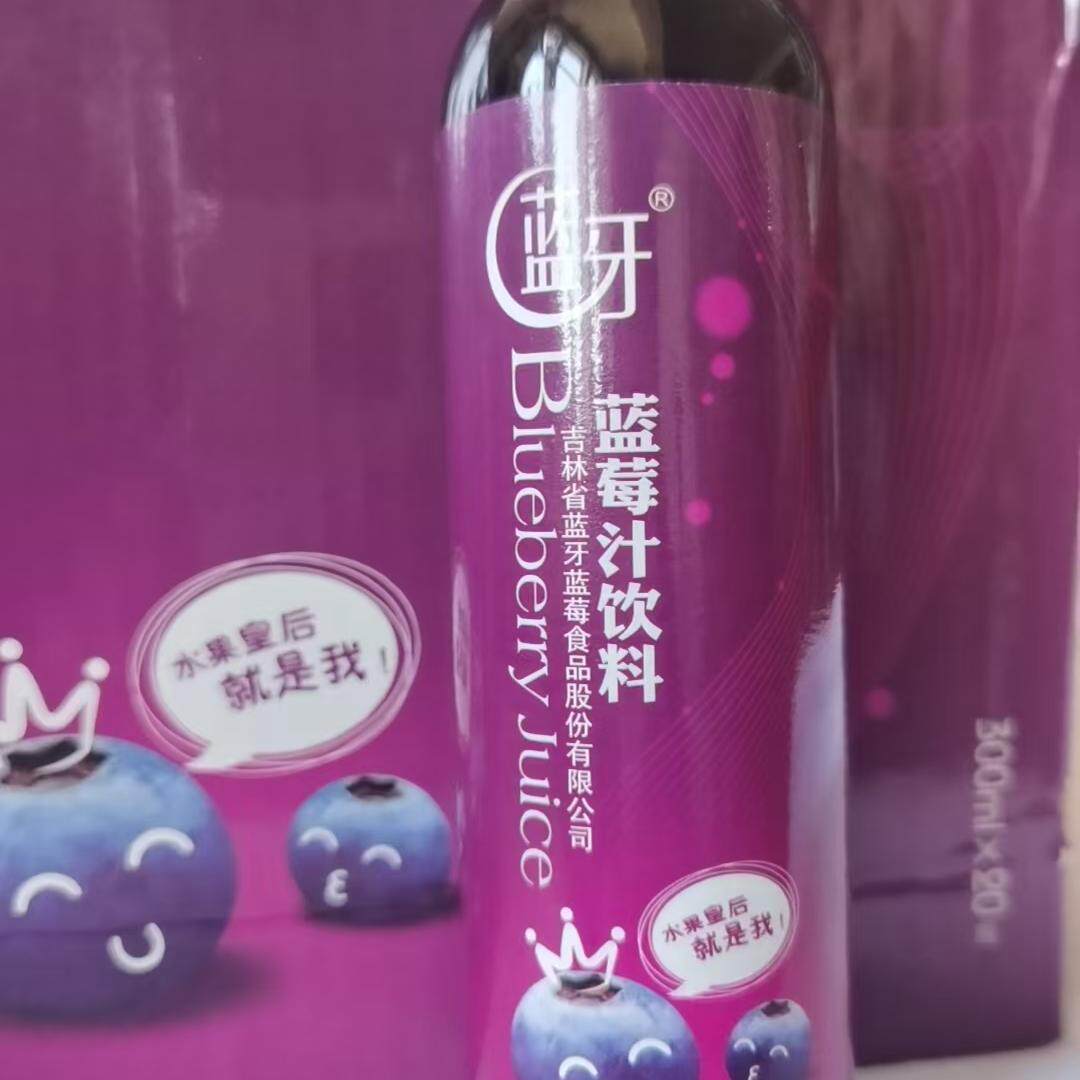 蓝牙®
Blueberry Juice
吉林省蓝牙蓝莓食品股份有限公司
蓝莓汁饮料
水果皇后
就是我!
水果皇后
就是我!
300ml×20